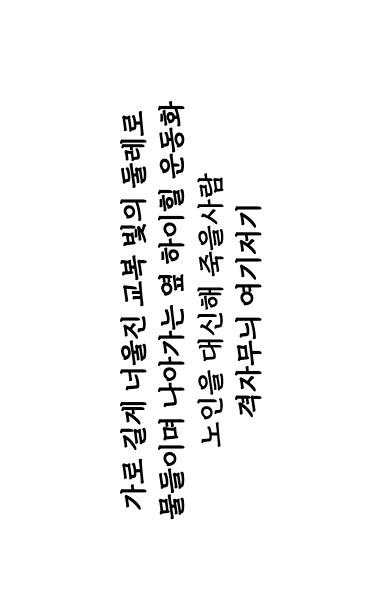 가로 길게 너울진 교복 빛의 둘레로
물들이며 나아가는 옆 하이힐 운동화
노인을 대신해 죽을사람
격자무늬 여기저기